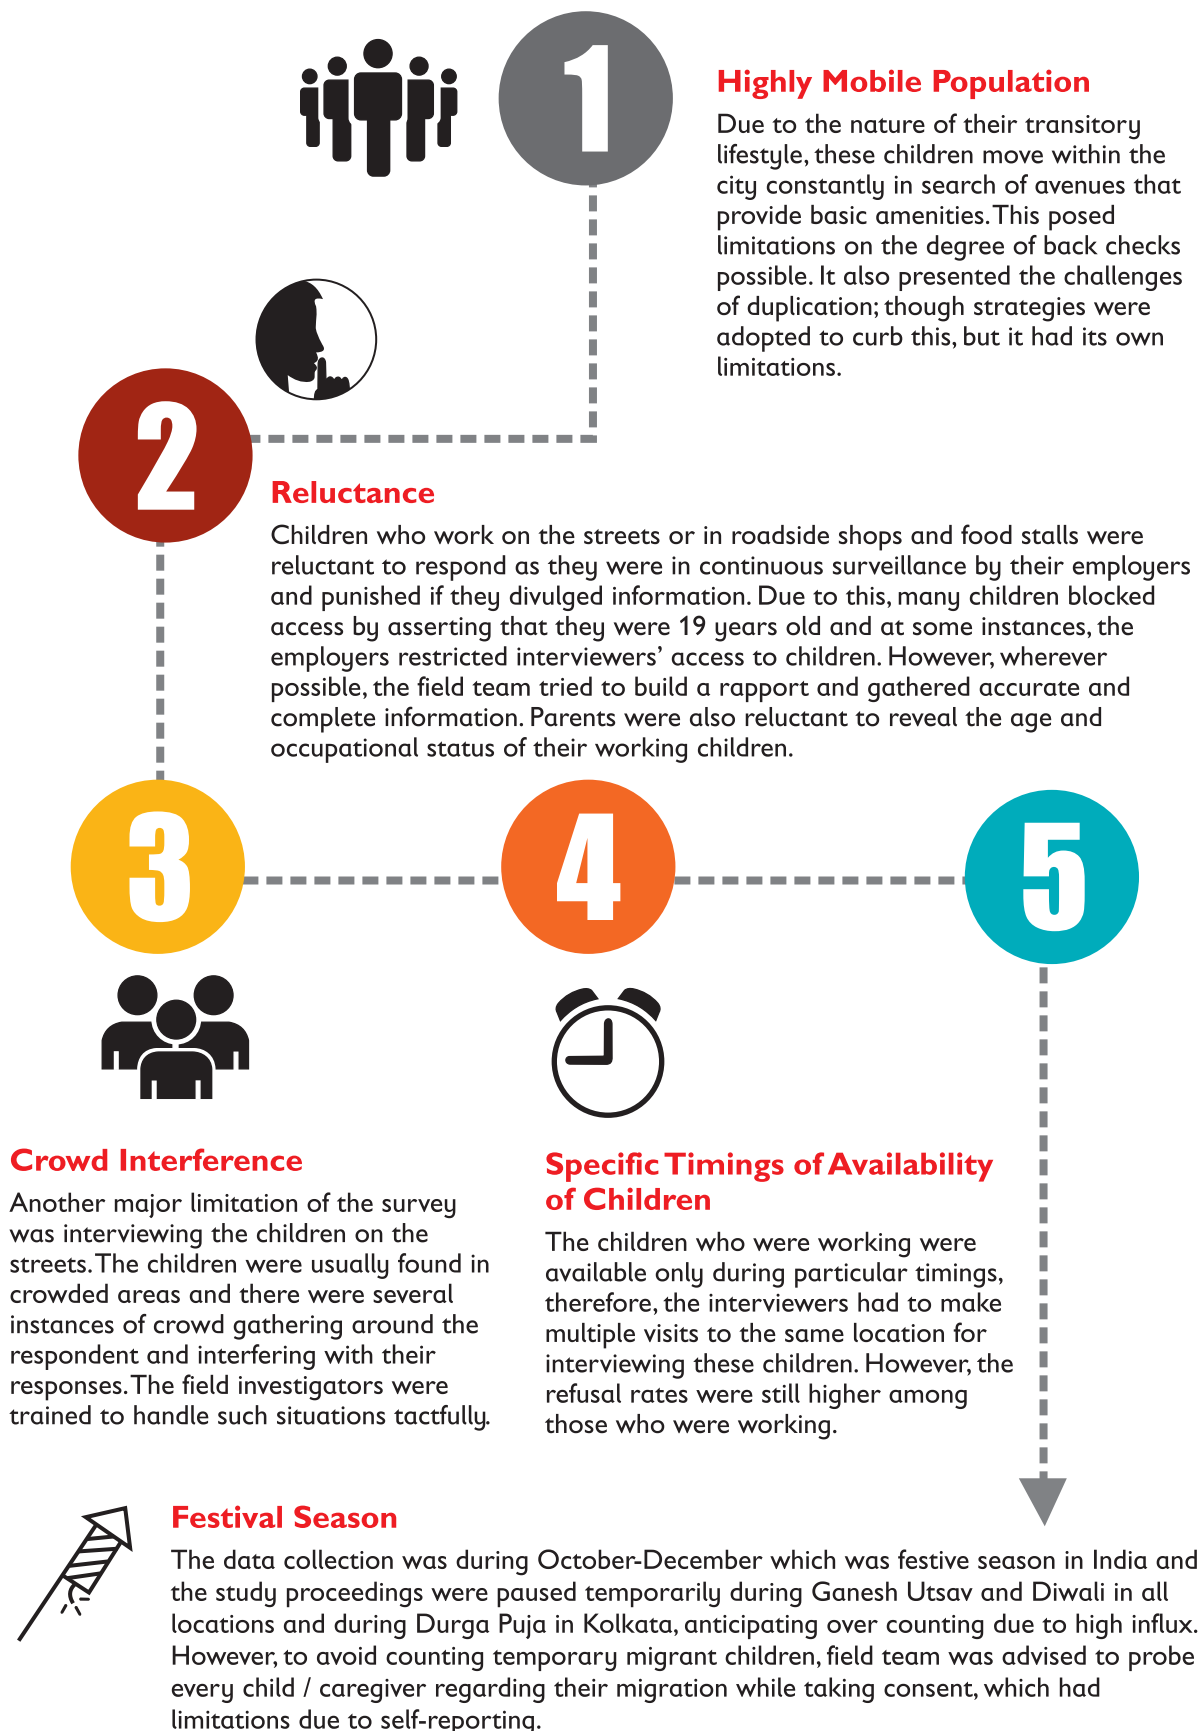 1
Highly Mobile Population
Due to the nature of their transitory
lifestyle, these children move within the
city constantly in search of avenues that
provide basic amenities. This posed
limitations on the degree of back checks
possible. It also presented the challenges
of duplication; though strategies were
adopted to curb this, but it had its own
limitations.
2
Reluctance
Children who work on the streets or in roadside shops and food stalls were
reluctant to respond as they were in continuous surveillance by their employers
and punished if they divulged information. Due to this, many children blocked
access by asserting that they were 19 years old and at some instances, the
employers restricted interviewers’ access to children. However, wherever
possible, the field team tried to build a rapport and gathered accurate and
complete information. Parents were also reluctant to reveal the age and
occupational status of their working children.
3
Crowd Interference
Another major limitation of the survey
was interviewing the children on the
streets. The children were usually found in
crowded areas and there were several
instances of crowd gathering around the
respondent and interfering with their
responses. The field investigators were
trained to handle such situations tactfully.
4
Specific Timings of Availability
of Children
The children who were working were
available only during particular timings,
therefore, the interviewers had to make
multiple visits to the same location for
interviewing these children. However, the
refusal rates were still higher among
those who were working.
5
Festival Season
The data collection was during October-December which was festive season in India and
the study proceedings were paused temporarily during Ganesh Utsav and Diwali in all
locations and during Durga Puja in Kolkata, anticipating over counting due to high influx.
However, to avoid counting temporary migrant children, field team was advised to probe
every child / caregiver regarding their migration while taking consent, which had
limitations due to self-reporting.